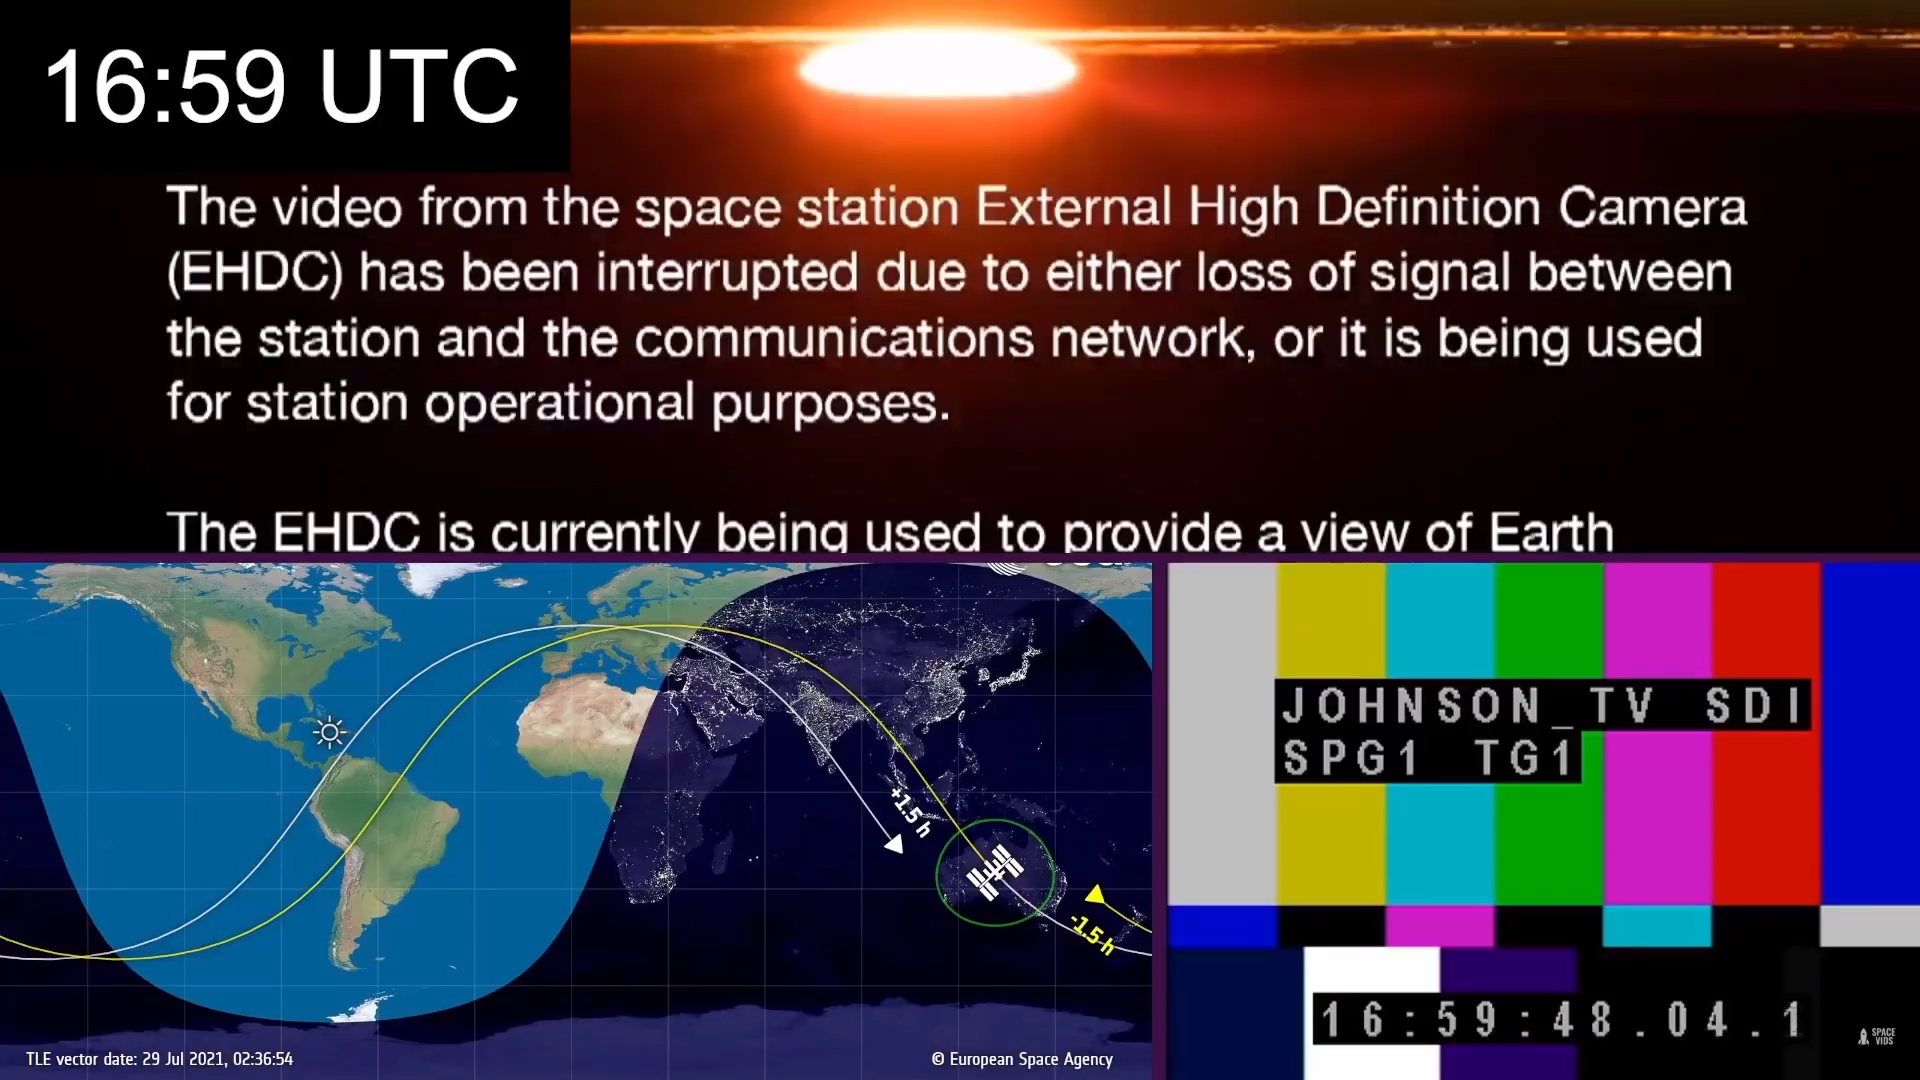 16:59 UTC
The video from the space station External High Definition Camera
(EHDC) has been interrupted due to either loss of signal between
the station and the communications network, or it is being used
for station operational purposes.
The EHDC is currently being used to provide a view of Earth
+1.5 h
-1.5 h
TLE vector date: 29 Jul 2021, 02:36:54
© European Space Agency
JOHNSON_TV SDI
SPG1 TG1
16:59:48.04.1
SPACE
VIDS